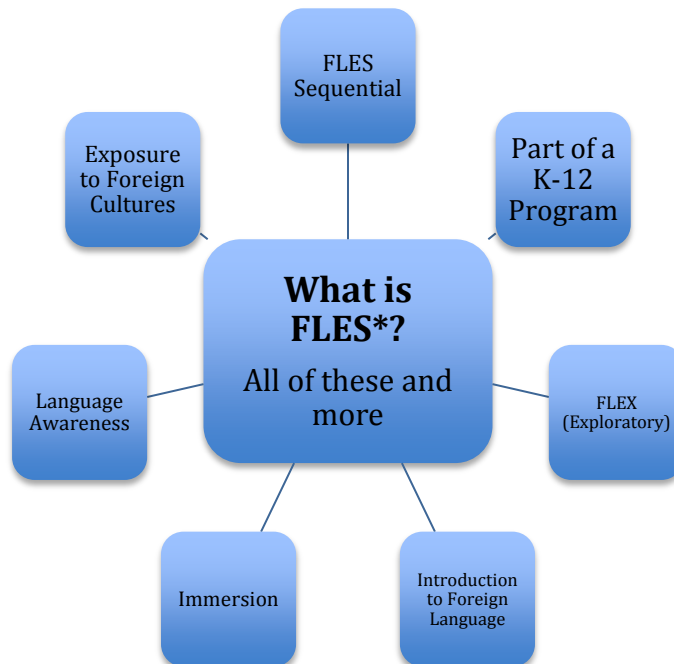 FLES
Sequential
Exposure
to Foreign
Cultures
Part of a
K-12
Program
What is
FLES*?
All of these and
more
Language
Awareness
FLEX
(Exploratory)
Immersion
Introduction
to Foreign
Language